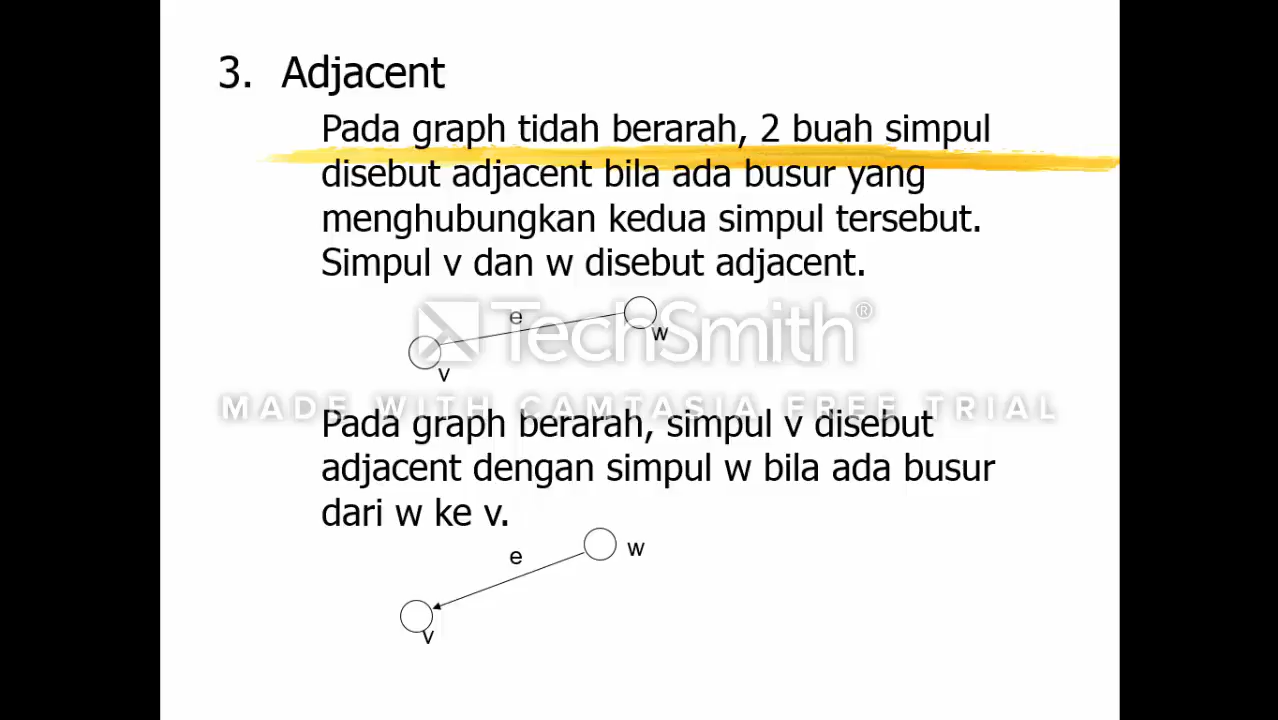 3. Adjacent
Pada graph tidah berarah, 2 buah simpul
disebut adjacent bila ada busur yang
menghubungkan kedua simpul tersebut.
Simpul v dan w disebut adjacent.
e
w
v
TechSmith®
MADE WITH CAMTASIA FREE TRIAL
Pada graph berarah, simpul v disebut
adjacent dengan simpul w bila ada busur
dari w ke v.
e
w
v